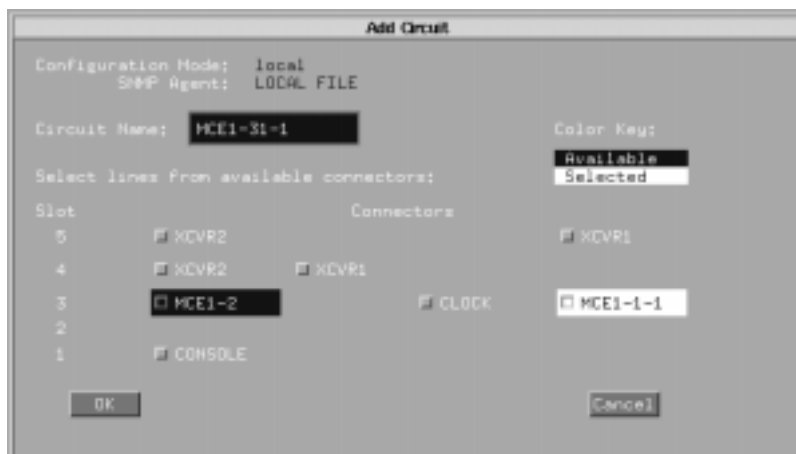 Add Circuit
Configuration Mode: local
SNMP Agent: LOCAL FILE
Circuit Name: MCE1-31-1
Color Key:
Available
Selected
Select lines from available connectors:
Slot Connectors
5 XCVR2 XCVR1
4 XCVR2 XCVR1
3 MCE1-2 CLOCK MCE1-1-1
2
1 CONSOLE
OK Cancel